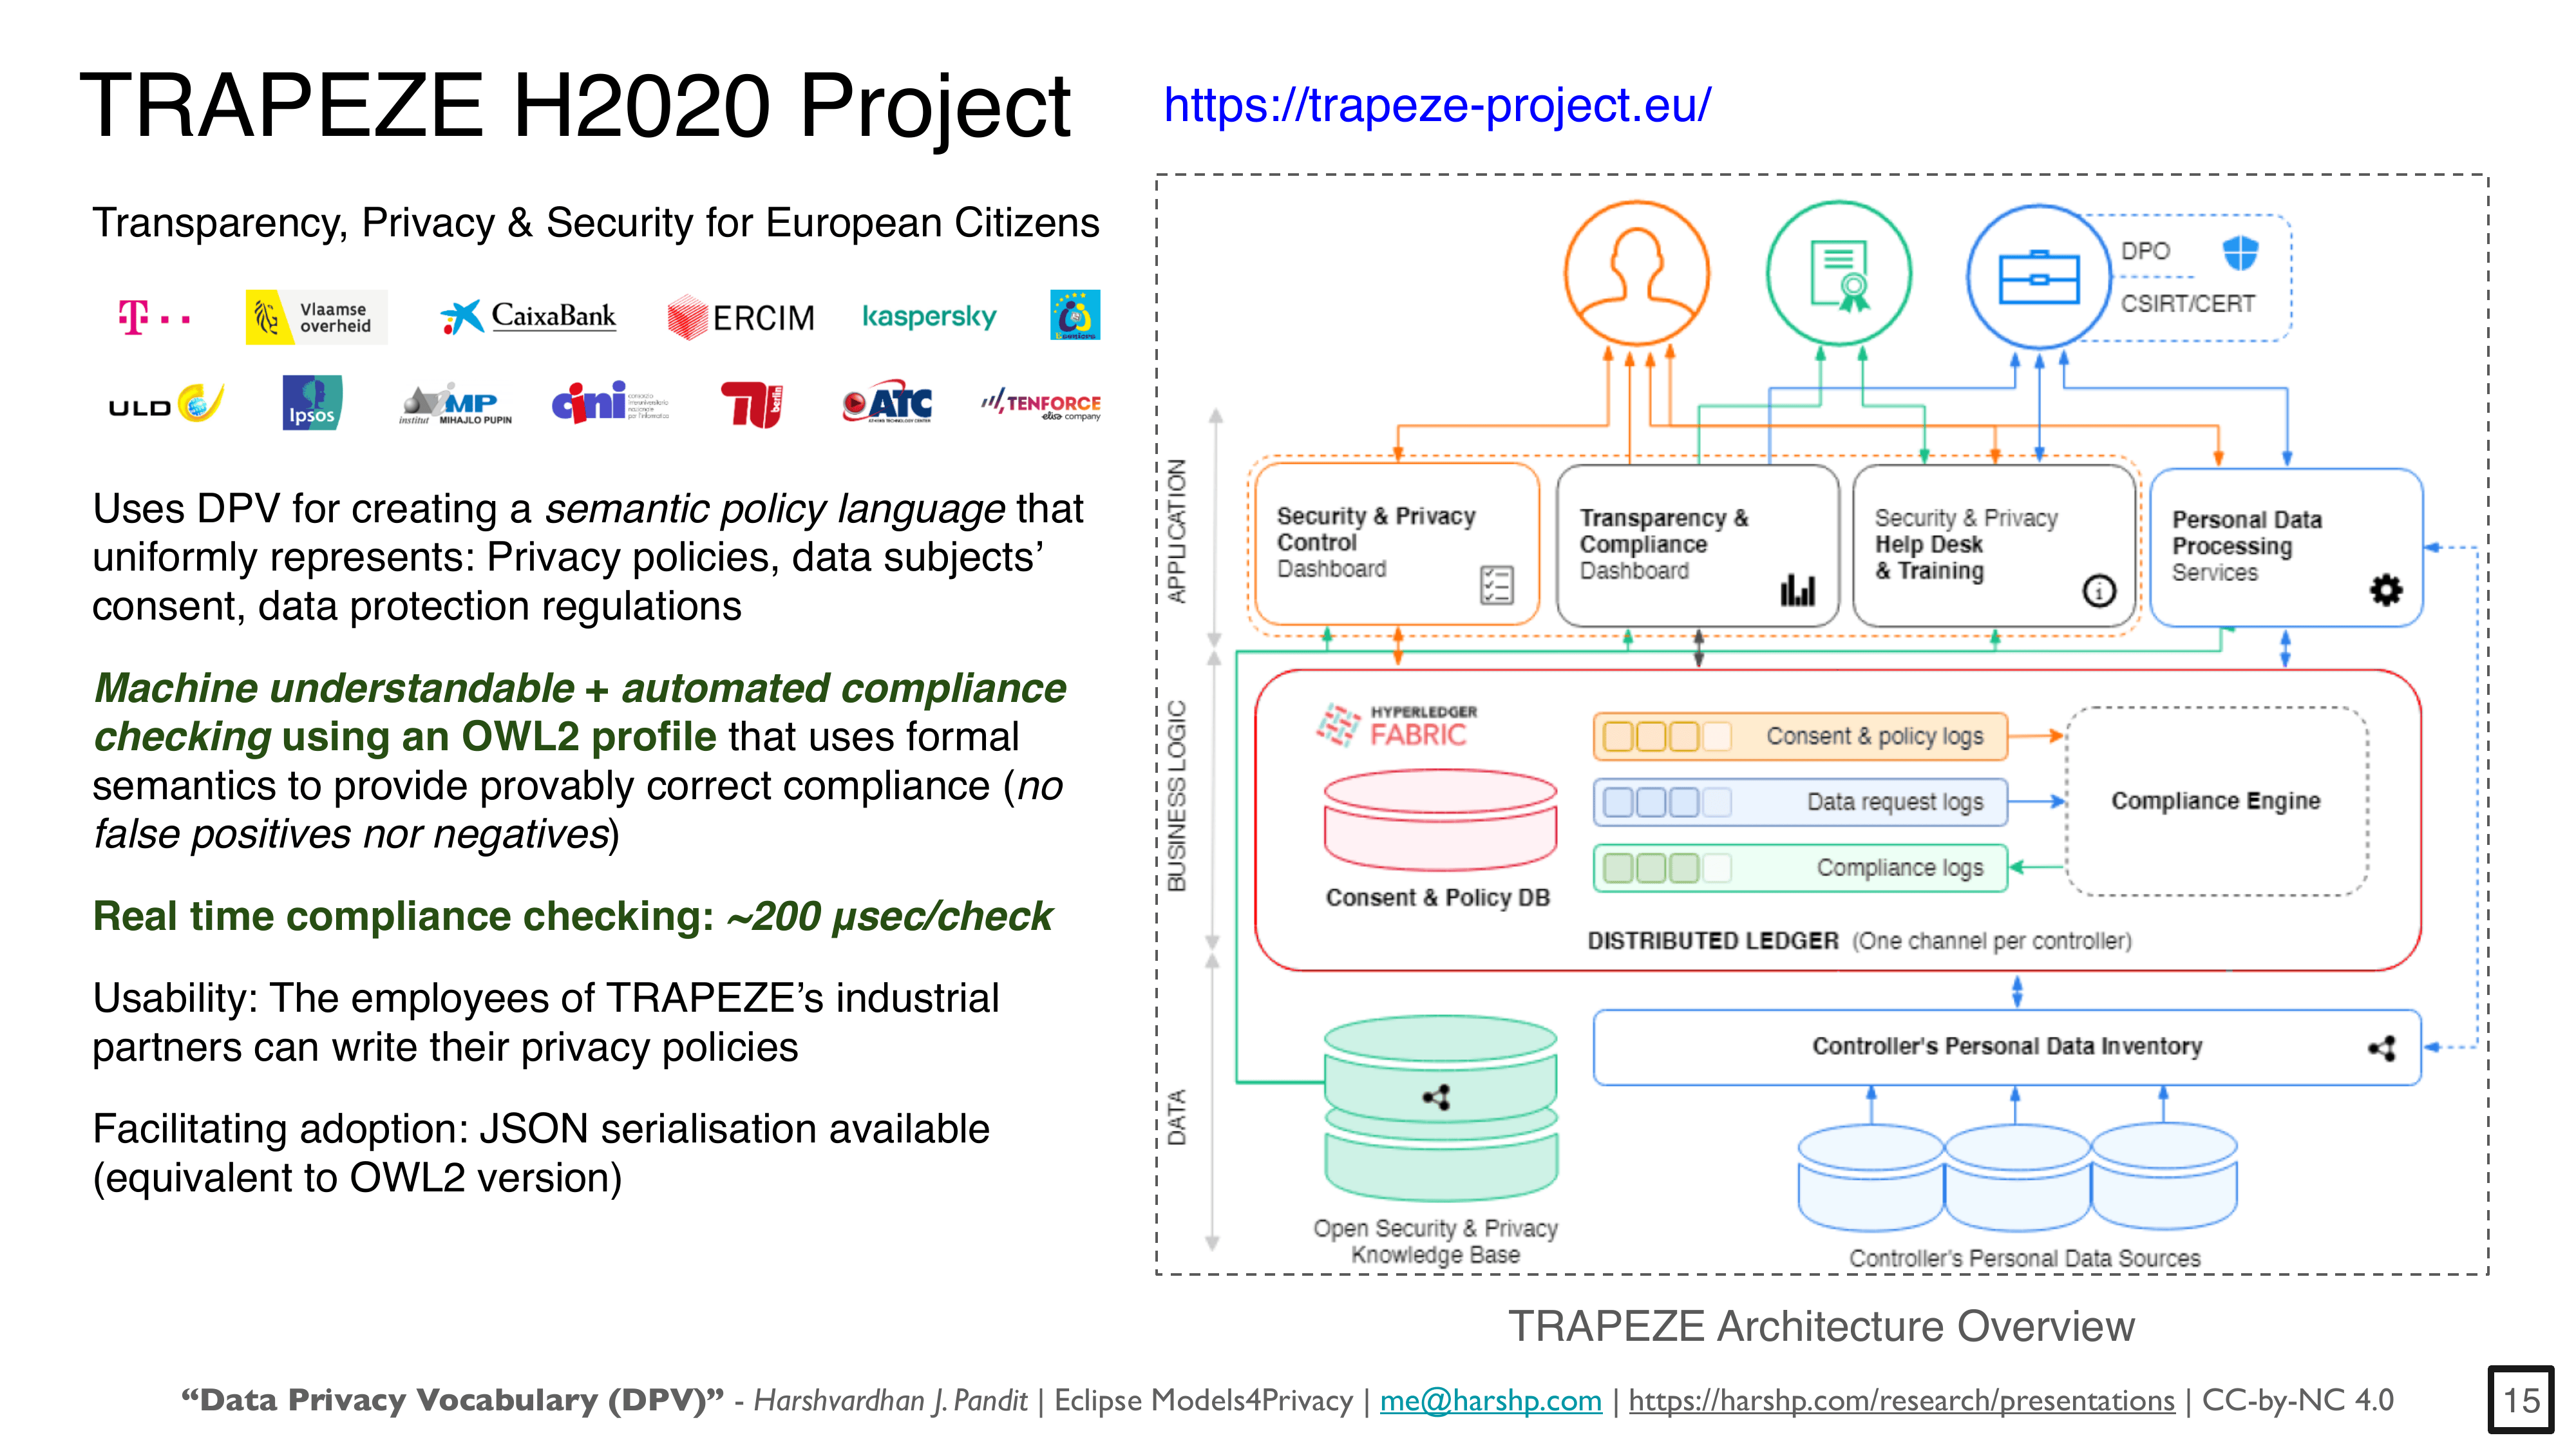 TRAPEZE H2020 Project
https://trapeze-project.eu/
Transparency, Privacy & Security for European Citizens
T
Vlaamse
overheid
CaixaBank
ERCIM
kaspersky
ULD
Ipsos
iMP
institut MIHAJLO PUPIN
cini
berlin
ATC
TENFORCE
company
Uses DPV for creating a semantic policy language that
uniformly represents: Privacy policies, data subjects’
consent, data protection regulations
Machine understandable + automated compliance
checking using an OWL2 profile that uses formal
semantics to provide provably correct compliance (no
false positives nor negatives)
Real time compliance checking: ~200 µsec/check
Usability: The employees of TRAPEZE’s industrial
partners can write their privacy policies
Facilitating adoption: JSON serialisation available
(equivalent to OWL2 version)
DPO
CSIRT/CERT
APPLICATION
Security & Privacy
Control
Dashboard
Transparency &
Compliance
Dashboard
Security & Privacy
Help Desk
& Training
Personal Data
Processing
Services
BUSINESS LOGIC
HYPERLEDGER
FABRIC
Consent & Policy DB
Consent & policy logs
Data request logs
Compliance logs
Compliance Engine
DISTRIBUTED LEDGER (One channel per controller)
DATA
Controller's Personal Data Inventory
Open Security & Privacy
Knowledge Base
Controller's Personal Data Sources
TRAPEZE Architecture Overview
“Data Privacy Vocabulary (DPV)” - Harshvardhan J. Pandit | Eclipse Models4Privacy | me@harshp.com | https://harshp.com/research/presentations | CC-by-NC 4.0
15